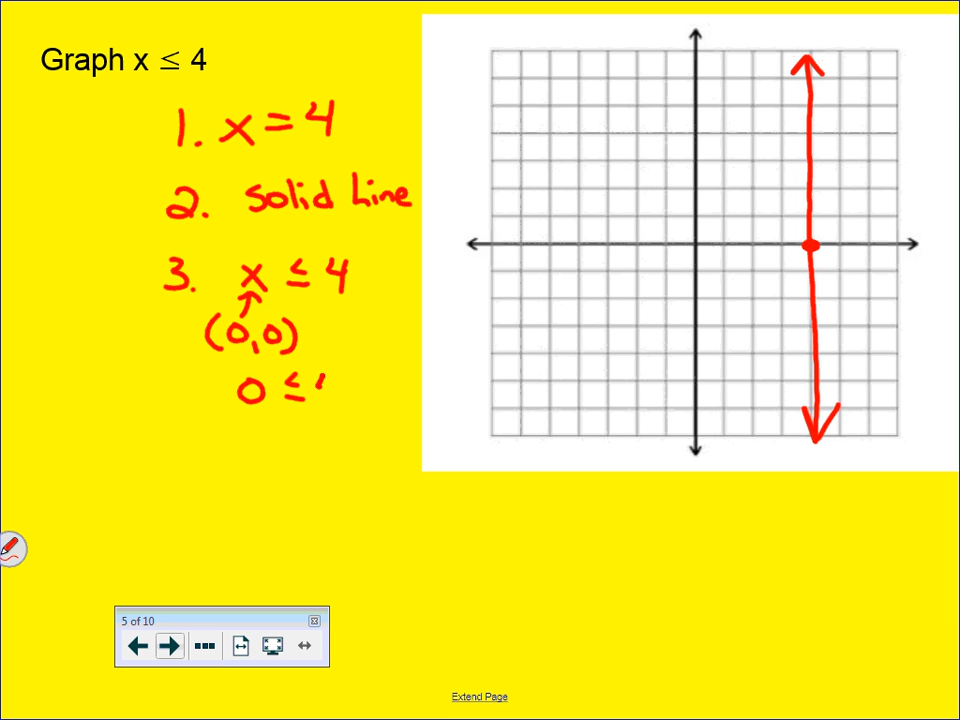 Graph x ≤ 4
1. x = 4
2. Solid Line
3. x ≤ 4
(0,0)
0 ≤
5 of 10
Extend Page